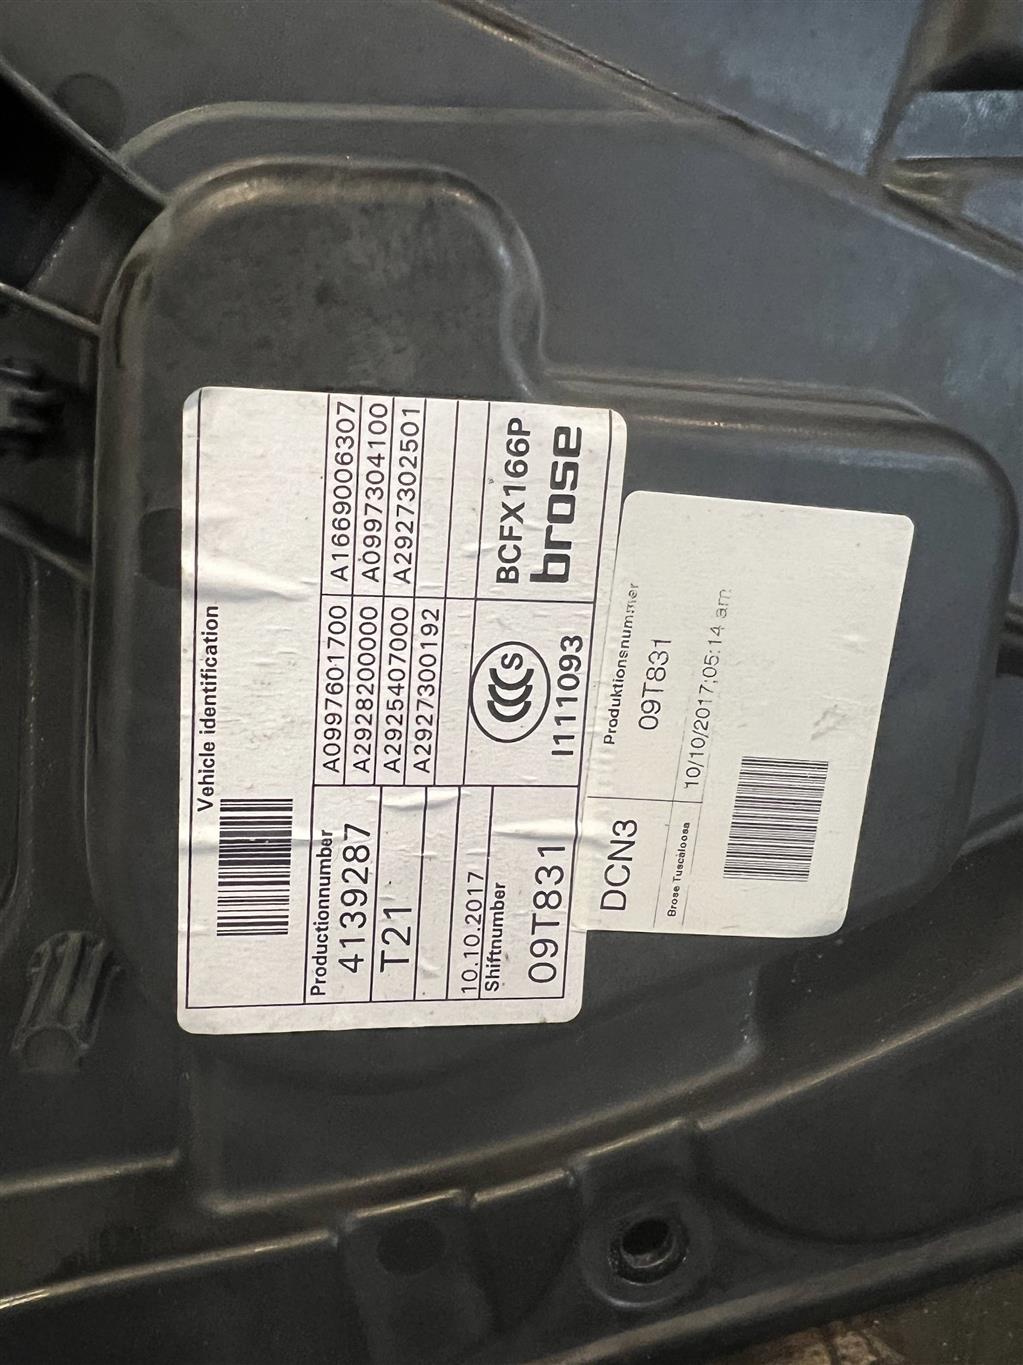 Vehicle identification
Productionnumber
4139287
T21
10.10.2017
Shiftnumber
09T831
A0997601700 A1669006307
A2928200000 A0997304100
A2925407000 A2927302501
A2927300192
CCC S
I111093
BCFX166P
brose
DCN3
Produktionsnummer
09T831
Brose Tuscaloosa
10/10/2017;05:14 am